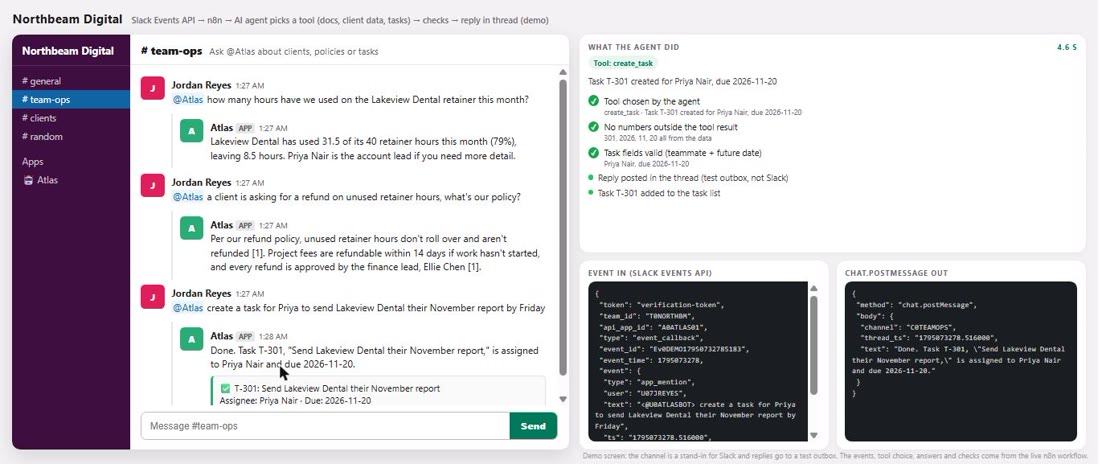 Northbeam Digital Slack Events API → n8n → AI agent picks a tool (docs, client data, tasks) → checks → reply in thread (demo)
Northbeam Digital
# general
# team-ops
# clients
# random
Apps
Atlas
# team-ops Ask @Atlas about clients, policies or tasks
J
Jordan Reyes 1:27 AM
@Atlas how many hours have we used on the Lakeview Dental retainer this month?
A
Atlas APP 1:27 AM
Lakeview Dental has used 31.5 of its 40 retainer hours this month (79%),
leaving 8.5 hours. Priya Nair is the account lead if you need more detail.
J
Jordan Reyes 1:27 AM
@Atlas a client is asking for a refund on unused retainer hours, what's our policy?
A
Atlas APP 1:27 AM
Per our refund policy, unused retainer hours don't roll over and aren't
refunded [1]. Project fees are refundable within 14 days if work hasn't started,
and every refund is approved by the finance lead, Ellie Chen [1].
J
Jordan Reyes 1:27 AM
@Atlas create a task for Priya to send Lakeview Dental their November report by Friday
A
Atlas APP 1:28 AM
Done. Task T-301, "Send Lakeview Dental their November report," is assigned
to Priya Nair and due 2026-11-20.
T-301: Send Lakeview Dental their November report
Assignee: Priya Nair · Due: 2026-11-20
Message #team-ops
Send
WHAT THE AGENT DID 4.6 S
Tool: create_task
Task T-301 created for Priya Nair, due 2026-11-20
Tool chosen by the agent
create_task · Task T-301 created for Priya Nair, due 2026-11-20
No numbers outside the tool result
301, 2026, 11, 20 all from the data
Task fields valid (teammate + future date)
Priya Nair, due 2026-11-20
Reply posted in the thread (test outbox, not Slack)
Task T-301 added to the task list
EVENT IN (SLACK EVENTS API)
{
"token": "verification-token",
"team_id": "T0NORTHBM",
"api_app_id": "A0ATLAS01",
"type": "event_callback",
"event_id": "Ev0DEMO17950732785183",
"event_time": 1795073278,
"event": {
"type": "app_mention",
"user": "U07JREYES",
"text": "<@U0ATLASBOT> create a task for Priya
to send Lakeview Dental their November report by
Friday",
"ts": "1795073278.516000",
CHAT.POSTMESSAGE OUT
{
"method": "chat.postMessage",
"body": {
"channel": "C0TEAMOPS",
"thread_ts": "1795073278.516000",
"text": "Done. Task T-301, \"Send Lakeview Dental
their November report,\" is assigned to Priya Nair
and due 2026-11-20."
}
}
Demo screen: the channel is a stand-in for Slack and replies go to a test outbox. The events, tool choice, answers and checks come from the live n8n workflow.